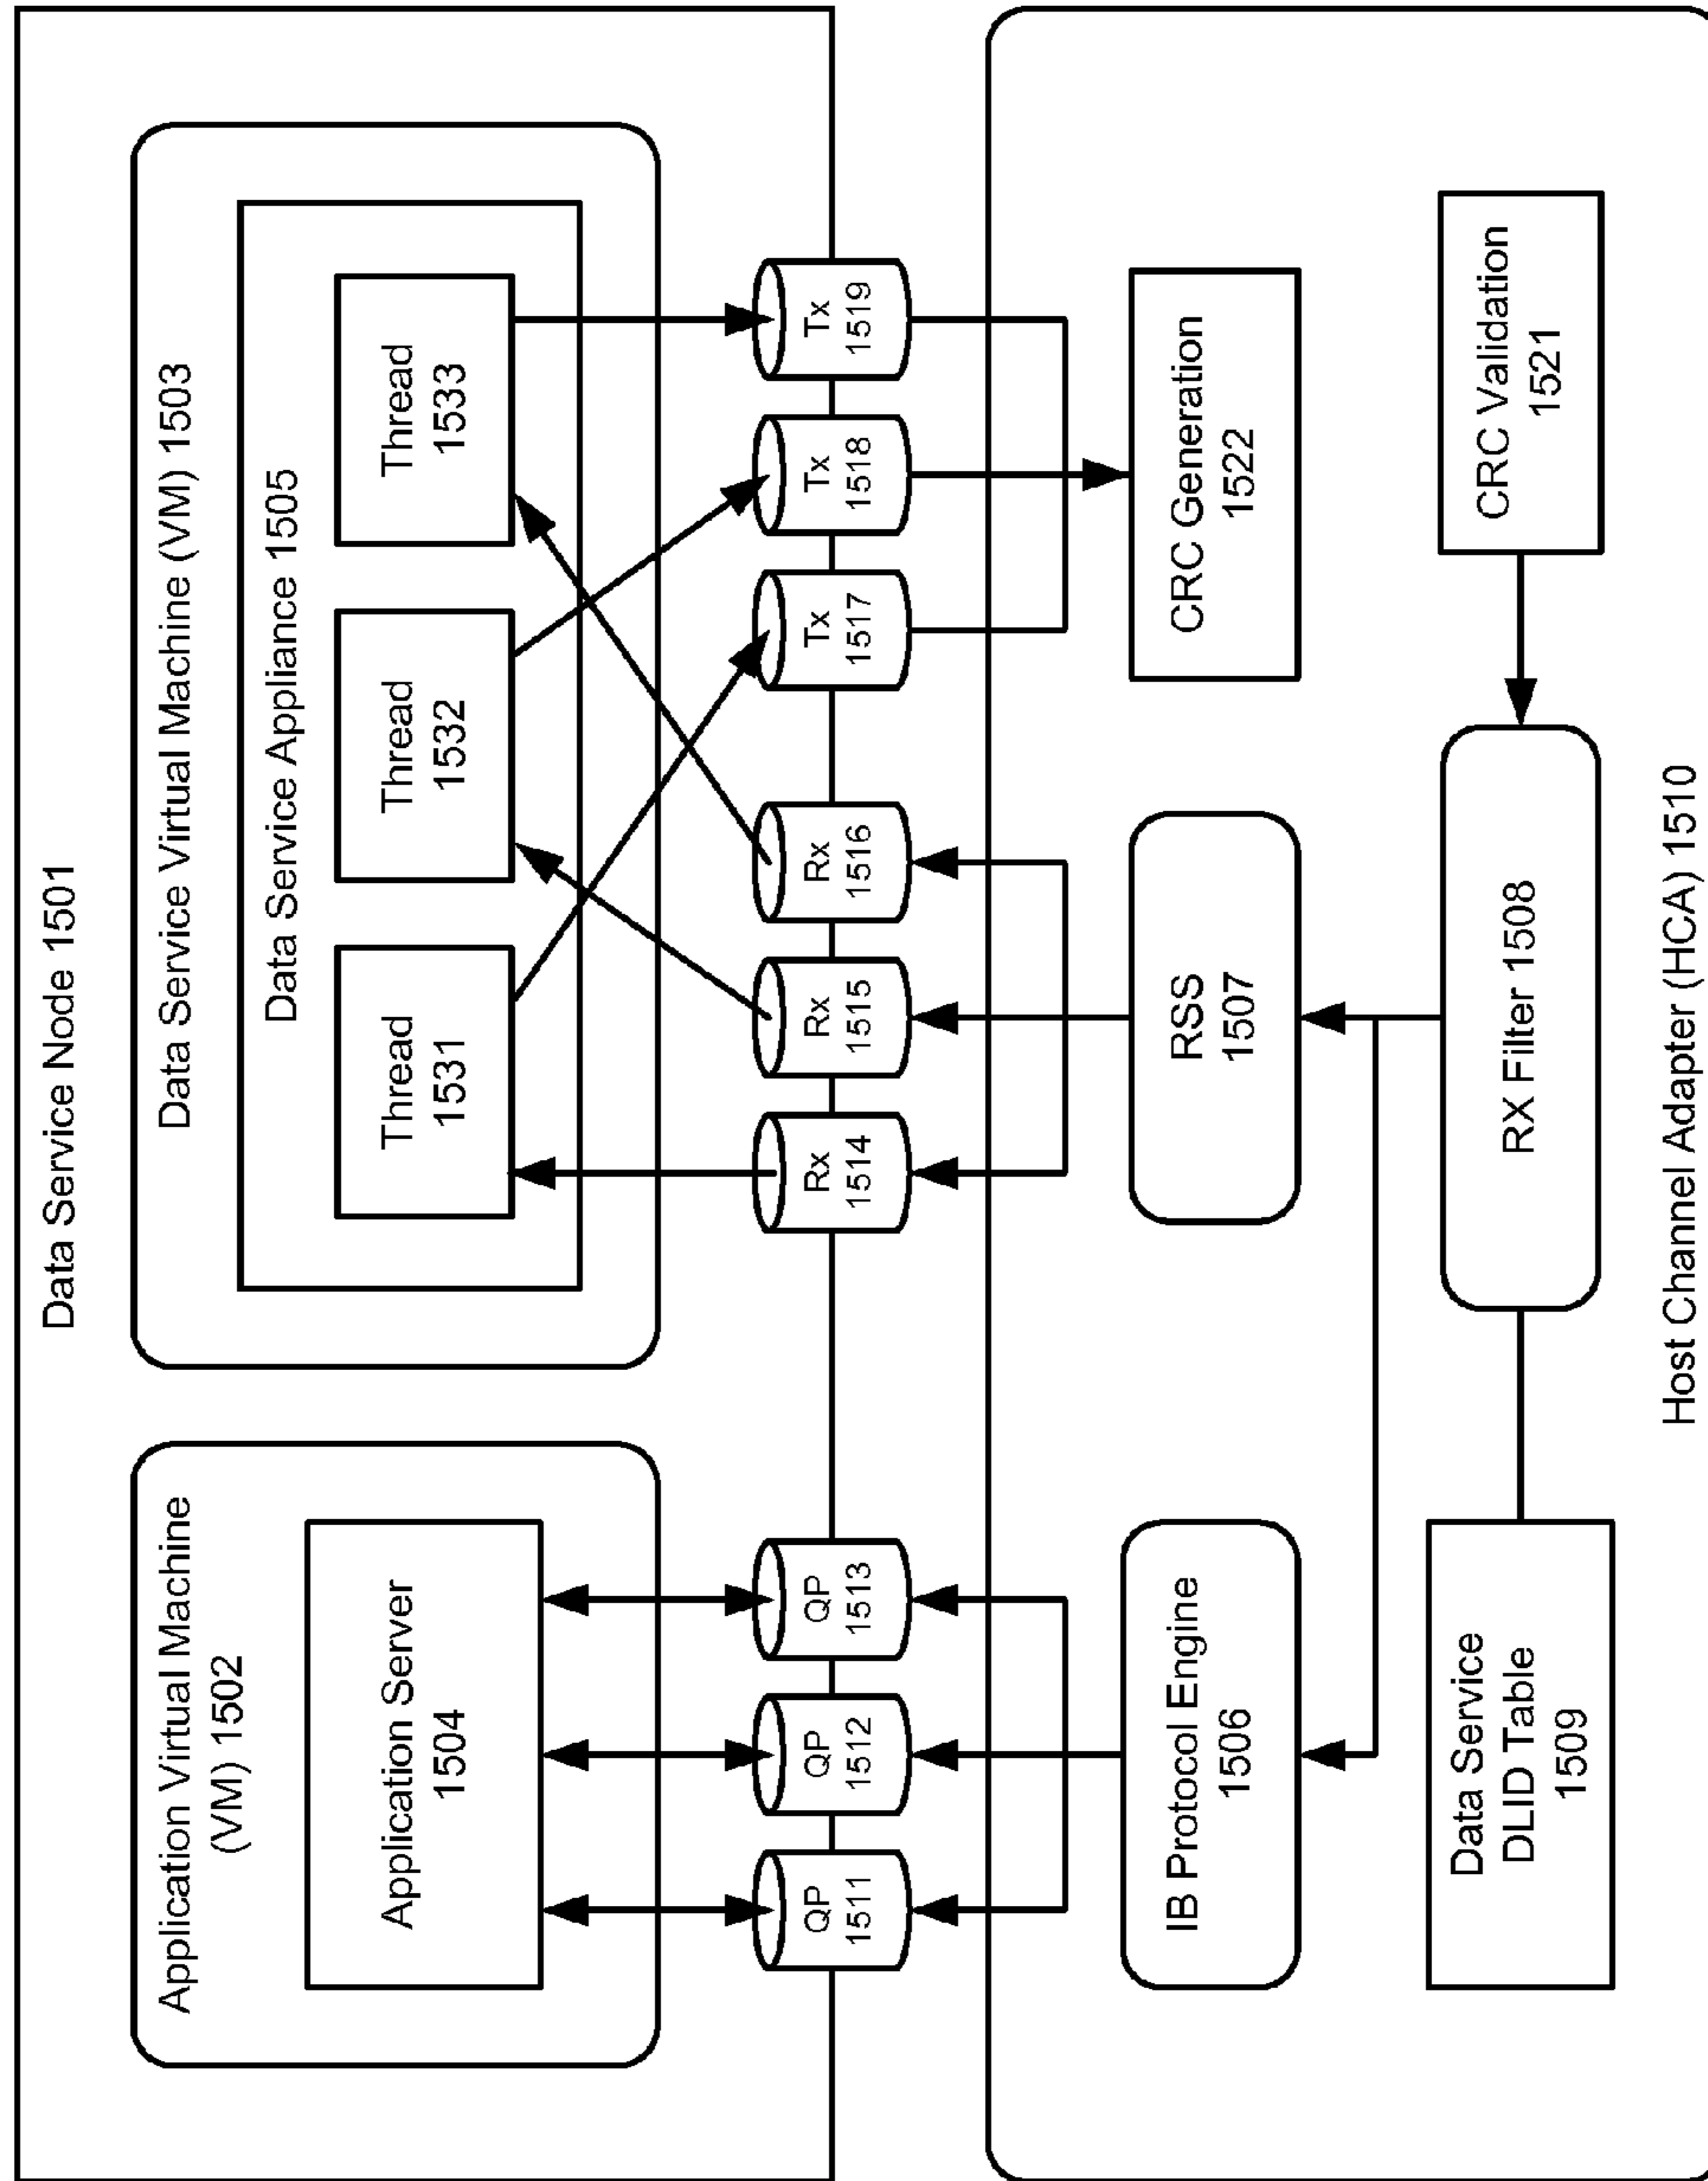 Data Service Node 1501
Application Virtual Machine
(VM) 1502
Application Server
1504
Data Service Virtual Machine (VM) 1503
Data Service Appliance 1505
Thread
1531
Thread
1532
Thread
1533
QP
1511
QP
1512
QP
1513
Rx
1514
Rx
1515
Rx
1516
Tx
1517
Tx
1518
Tx
1519
IB Protocol Engine
1506
RSS
1507
CRC Generation
1522
Data Service
DLID Table
1509
RX Filter 1508
CRC Validation
1521
Host Channel Adapter (HCA) 1510